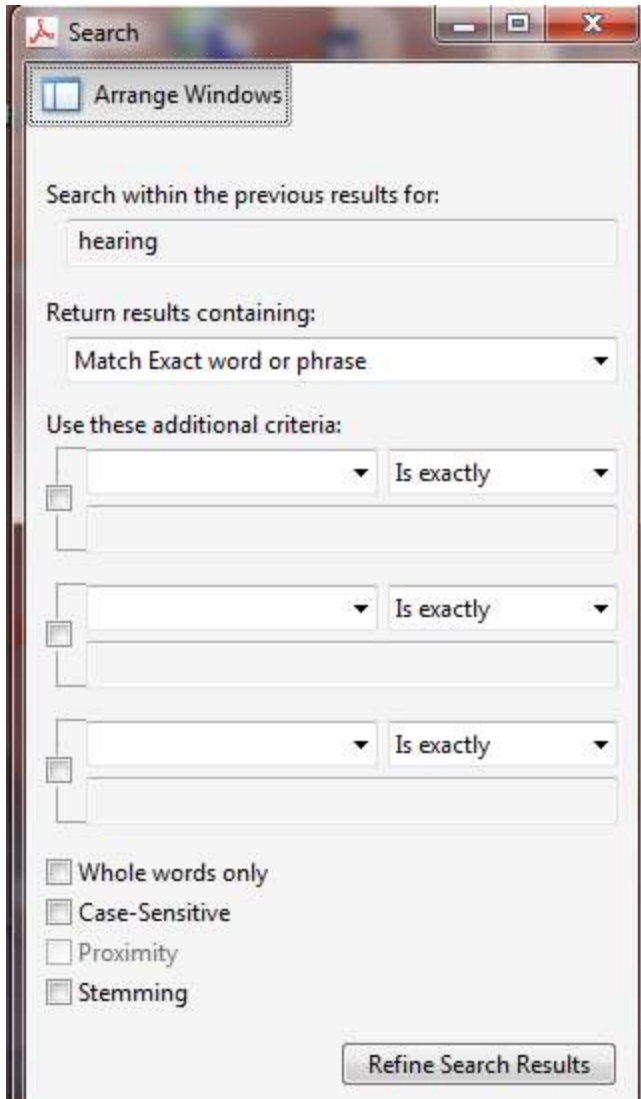 Search
Arrange Windows
Search within the previous results for:
hearing
Return results containing:
Match Exact word or phrase
Use these additional criteria:
Is exactly
Is exactly
Is exactly
Whole words only
Case-Sensitive
Proximity
Stemming
Refine Search Results